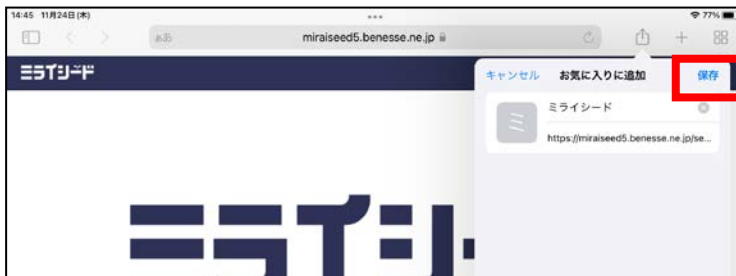 14:45 11月24日(木)
77%
ああ
miraiseed5.benesse.ne.jp
ミライシード
キャンセル お気に入りに追加 保存
ミ
ミライシード
https://miraiseed5.benesse.ne.jp/se...
ミライシ